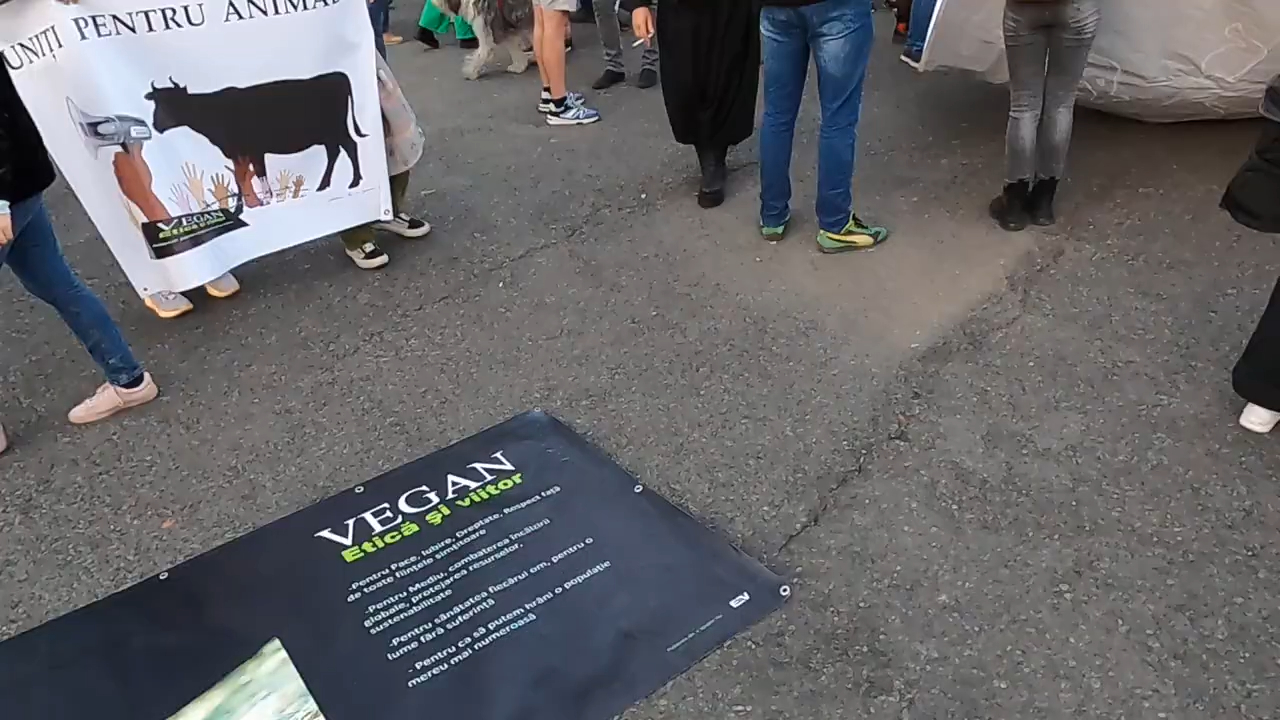 UNIȚI PENTRU ANIMAL
VEGAN
Etică și viitor
VEGAN
Etică și viitor
-Pentru Pace, Iubire, Dreptate, Respect față
de toate ființele simțitoare
-Pentru Mediu, combaterea încălzirii
globale, protejarea resurselor,
sustenabilitate
-Pentru sănătatea fiecărui om, pentru o
lume fără suferință
- Pentru ca să putem hrăni o populație
mereu mai numeroasă